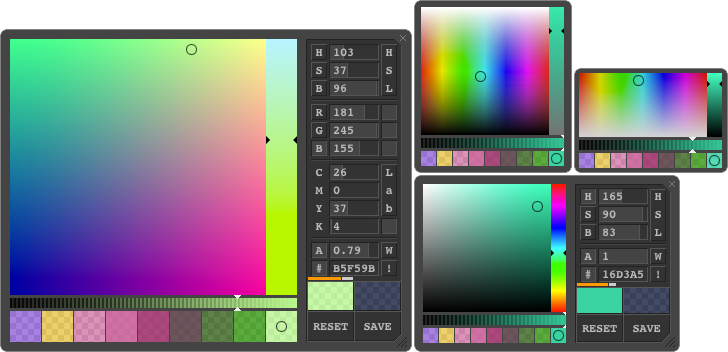 H 103 H
S 37 S
B 96 L
R 181
G 245
B 155
C 26 L
M 0 a
Y 37 b
K 4
A 0.79 W
# B5F59B !
RESET SAVE
H 165 H
S 90 S
B 83 L
A 1 W
# 16D3A5 !
RESET SAVE